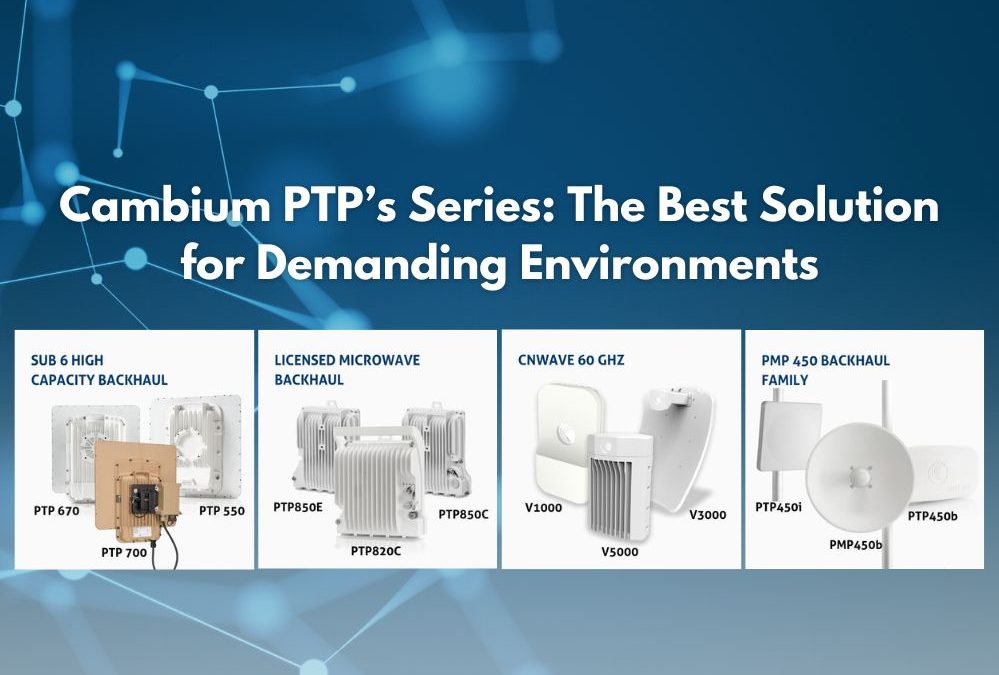 Cambium PTP’s Series: The Best Solution
for Demanding Environments
SUB 6 HIGH
CAPACITY BACKHAUL
PTP 670
PTP 550
PTP 700
LICENSED MICROWAVE
BACKHAUL
PTP850E
PTP850C
PTP820C
CNWAVE 60 GHZ
V1000
V3000
V5000
PMP 450 BACKHAUL
FAMILY
PTP450i
PTP450b
PMP450b